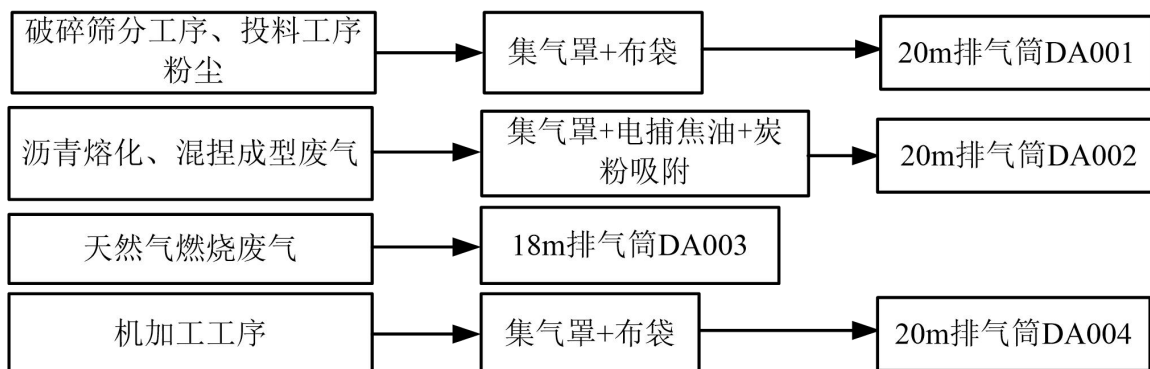 破碎筛分工序、投料工序
粉尘
集气罩+布袋
20m排气筒DA001
沥青熔化、混捏成型废气
集气罩+电捕焦油+炭
粉吸附
20m排气筒DA002
天然气燃烧废气
18m排气筒DA003
机加工工序
集气罩+布袋
20m排气筒DA004